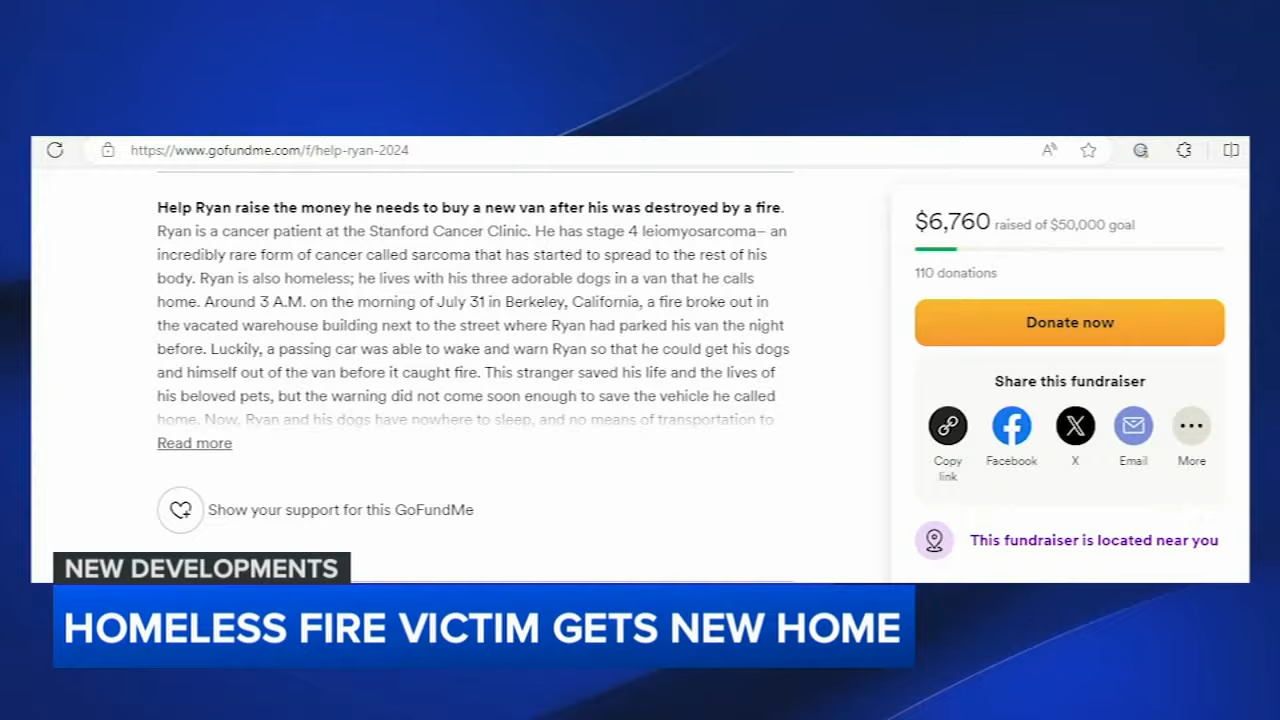 https://www.gofundme.com/f/help-ryan-2024
Help Ryan raise the money he needs to buy a new van after his was destroyed by a fire.
Ryan is a cancer patient at the Stanford Cancer Clinic. He has stage 4 leiomyosarcoma– an
incredibly rare form of cancer called sarcoma that has started to spread to the rest of his
body. Ryan is also homeless; he lives with his three adorable dogs in a van that he calls
home. Around 3 A.M. on the morning of July 31 in Berkeley, California, a fire broke out in
the vacated warehouse building next to the street where Ryan had parked his van the night
before. Luckily, a passing car was able to wake and warn Ryan so that he could get his dogs
and himself out of the van before it caught fire. This stranger saved his life and the lives of
his beloved pets, but the warning did not come soon enough to save the vehicle he called
home. Now, Ryan and his dogs have nowhere to sleep, and no means of transportation to
Read more
Show your support for this GoFundMe
$6,760 raised of $50,000 goal
110 donations
Donate now
Share this fundraiser
Copy link
Facebook
X
Email
More
This fundraiser is located near you
NEW DEVELOPMENTS
HOMELESS FIRE VICTIM GETS NEW HOME